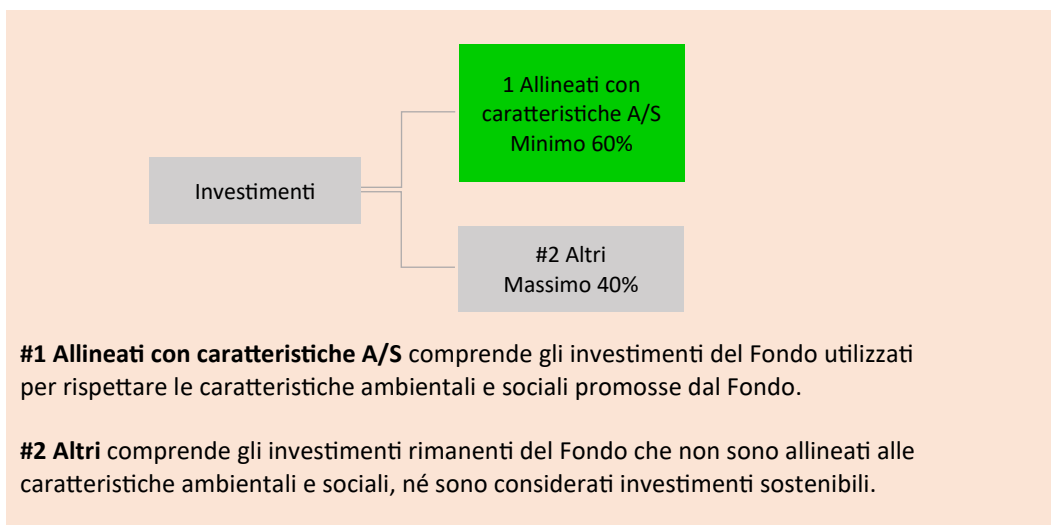 1 Allineati con
caratteristiche A/S
Minimo 60%
Investimenti
#2 Altri
Massimo 40%
#1 Allineati con caratteristiche A/S comprende gli investimenti del Fondo utilizzati
per rispettare le caratteristiche ambientali e sociali promosse dal Fondo.
#2 Altri comprende gli investimenti rimanenti del Fondo che non sono allineati alle
caratteristiche ambientali e sociali, né sono considerati investimenti sostenibili.